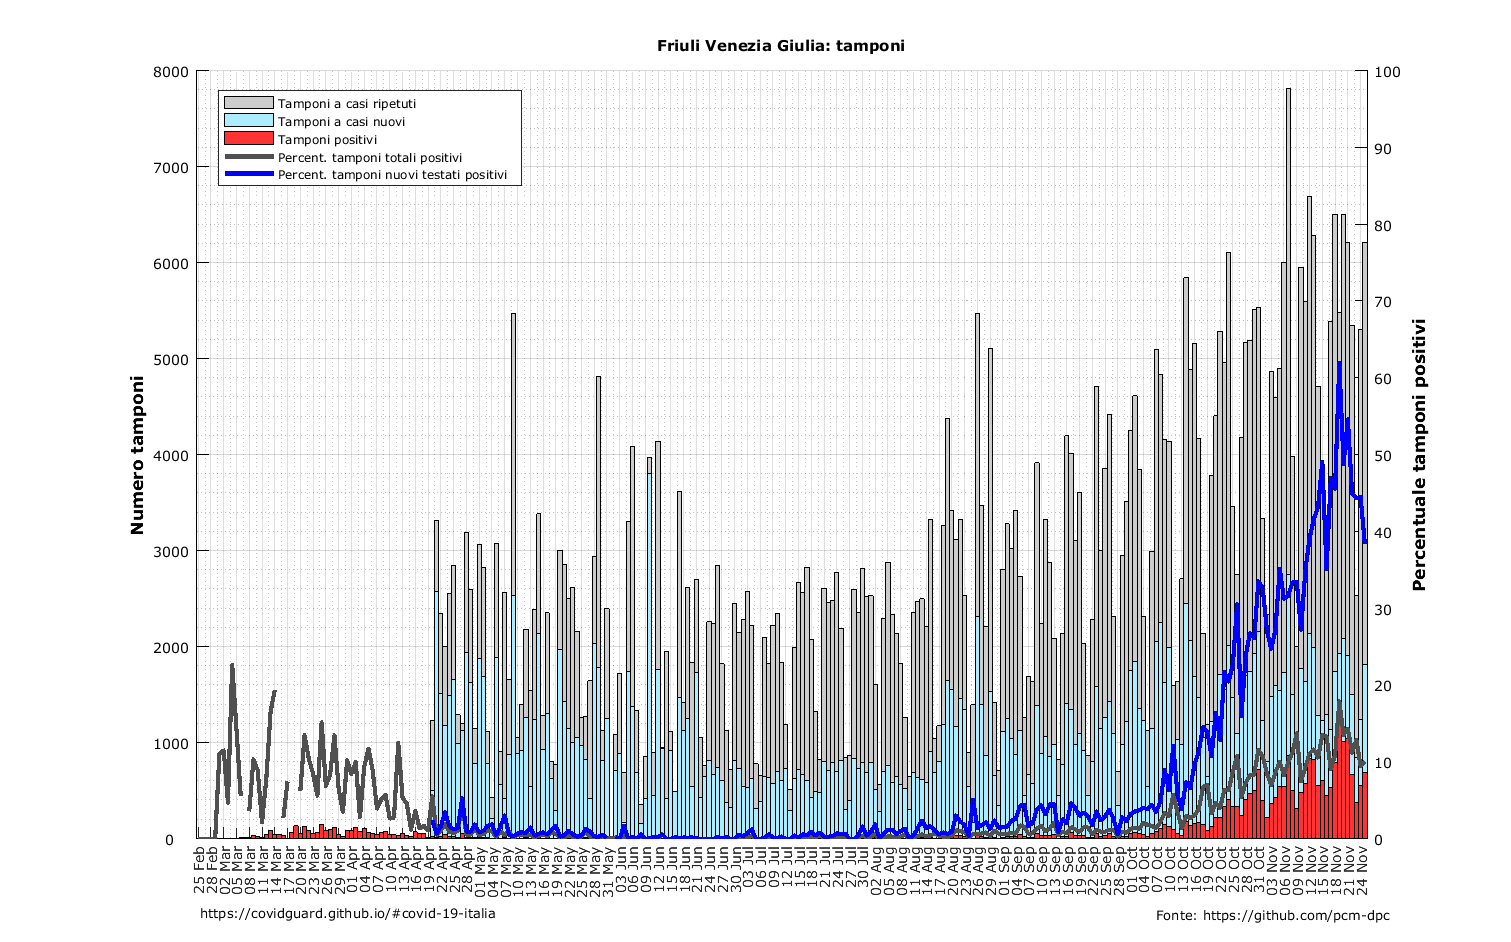 Friuli Venezia Giulia: tamponi
8000
7000
6000
5000
4000
3000
2000
1000
0
Numero tamponi
Tamponi a casi ripetuti
Tamponi a casi nuovi
Tamponi positivi
Percent. tamponi totali positivi
Percent. tamponi nuovi testati positivi
100
90
80
70
60
50
40
30
20
10
0
Percentuale tamponi positivi
25 Feb
28 Feb
02 Mar
05 Mar
08 Mar
11 Mar
14 Mar
17 Mar
20 Mar
23 Mar
26 Mar
29 Mar
01 Apr
04 Apr
07 Apr
10 Apr
13 Apr
16 Apr
19 Apr
22 Apr
25 Apr
28 Apr
01 May
04 May
07 May
10 May
13 May
16 May
19 May
22 May
25 May
28 May
31 May
03 Jun
06 Jun
09 Jun
12 Jun
15 Jun
18 Jun
21 Jun
24 Jun
27 Jun
30 Jun
03 Jul
06 Jul
09 Jul
12 Jul
15 Jul
18 Jul
21 Jul
24 Jul
27 Jul
30 Jul
02 Aug
05 Aug
08 Aug
11 Aug
14 Aug
17 Aug
20 Aug
23 Aug
26 Aug
29 Aug
01 Sep
04 Sep
07 Sep
10 Sep
13 Sep
16 Sep
19 Sep
22 Sep
25 Sep
28 Sep
01 Oct
04 Oct
07 Oct
10 Oct
13 Oct
16 Oct
19 Oct
22 Oct
25 Oct
28 Oct
31 Oct
03 Nov
06 Nov
09 Nov
12 Nov
15 Nov
18 Nov
21 Nov
24 Nov
https://covidguard.github.io/#covid-19-italia
Fonte: https://github.com/pcm-dpc